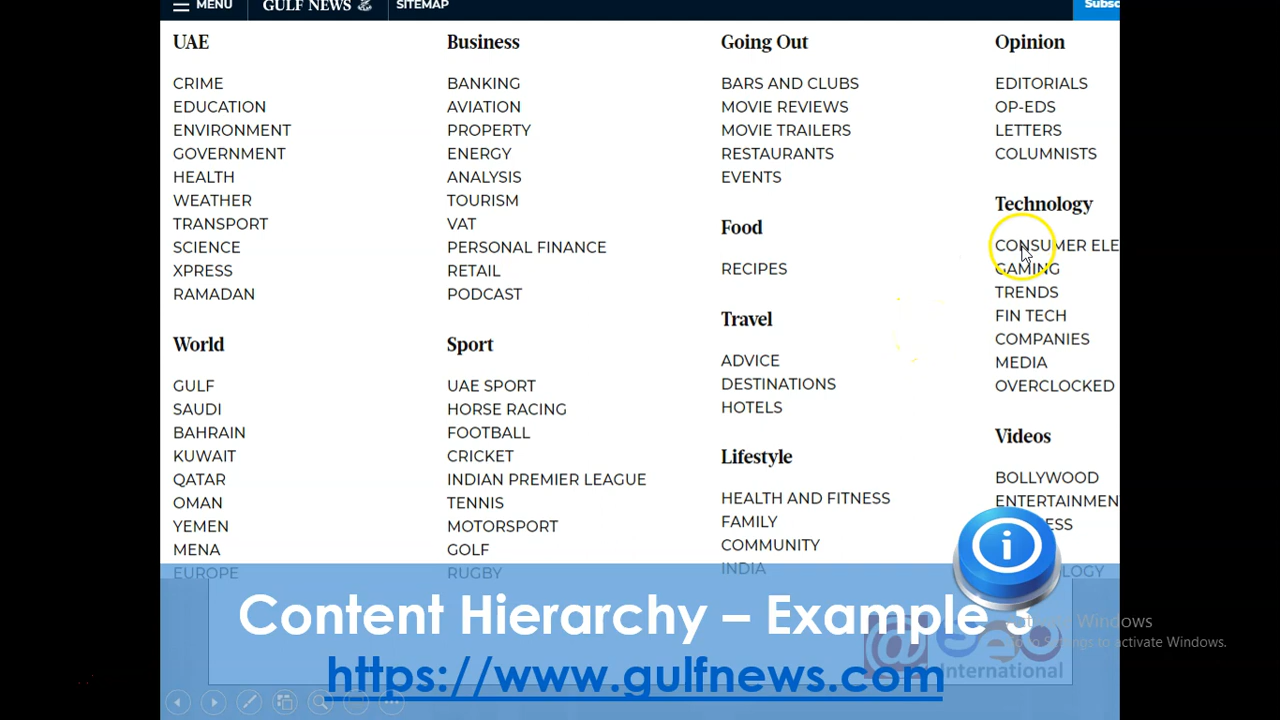 MENU
GULF NEWS
SITEMAP
UAE
CRIME
EDUCATION
ENVIRONMENT
GOVERNMENT
HEALTH
WEATHER
TRANSPORT
SCIENCE
XPRESS
RAMADAN
World
GULF
SAUDI
BAHRAIN
KUWAIT
QATAR
OMAN
YEMEN
MENA
EUROPE
Business
BANKING
AVIATION
PROPERTY
ENERGY
ANALYSIS
TOURISM
VAT
PERSONAL FINANCE
RETAIL
PODCAST
Sport
UAE SPORT
HORSE RACING
FOOTBALL
CRICKET
INDIAN PREMIER LEAGUE
TENNIS
MOTORSPORT
GOLF
RUGBY
Going Out
BARS AND CLUBS
MOVIE REVIEWS
MOVIE TRAILERS
RESTAURANTS
EVENTS
Food
RECIPES
Travel
ADVICE
DESTINATIONS
HOTELS
Lifestyle
HEALTH AND FITNESS
FAMILY
COMMUNITY
INDIA
Opinion
EDITORIALS
OP-EDS
LETTERS
COLUMNISTS
Technology
CONSUMER ELE
GAMING
TRENDS
FIN TECH
COMPANIES
MEDIA
OVERCLOCKED
Videos
BOLLYWOOD
ENTERTAINMEN
Content Hierarchy – Example 3
https://www.gulfnews.com
International
Windows
to activate Windows.